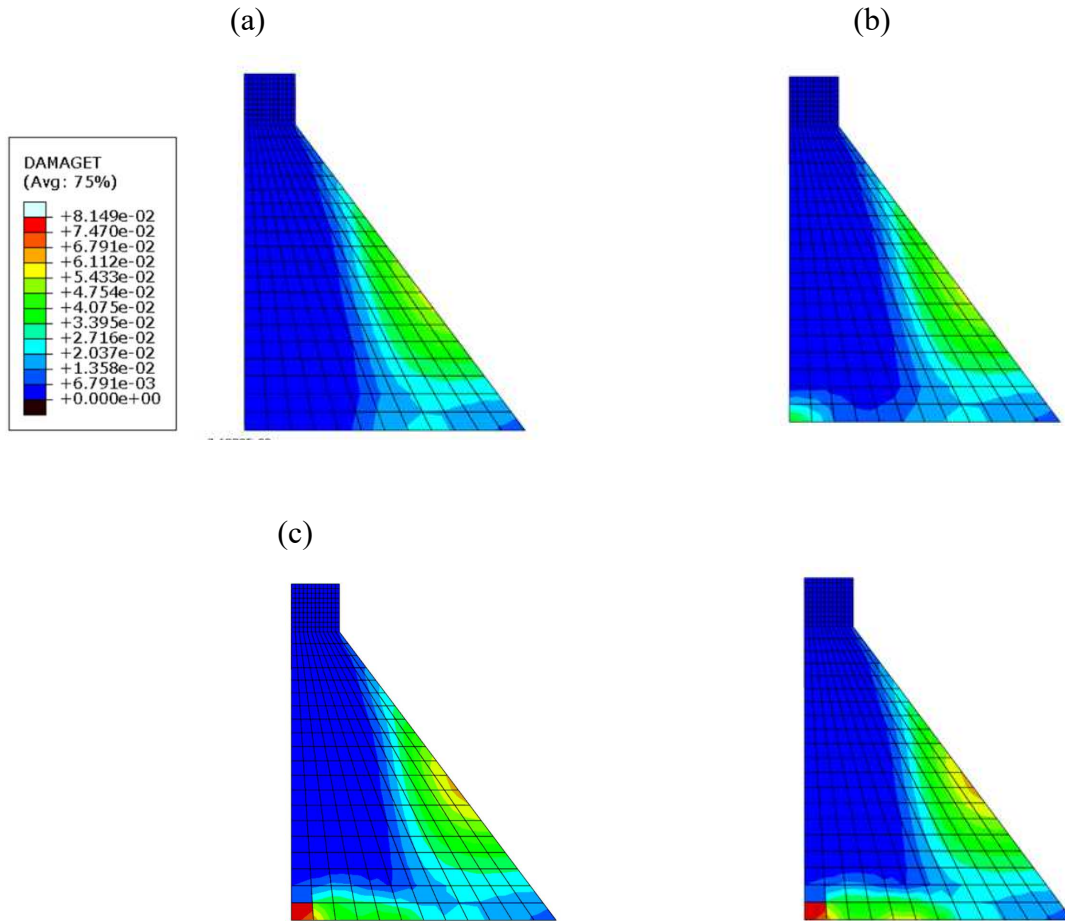 (a)
(b)
DAMAGET
(Avg: 75%)
+8.149e-02
+7.470e-02
+6.791e-02
+6.112e-02
+5.433e-02
+4.754e-02
+4.075e-02
+3.395e-02
+2.716e-02
+2.037e-02
+1.358e-02
+6.791e-03
+0.000e+00
(c)